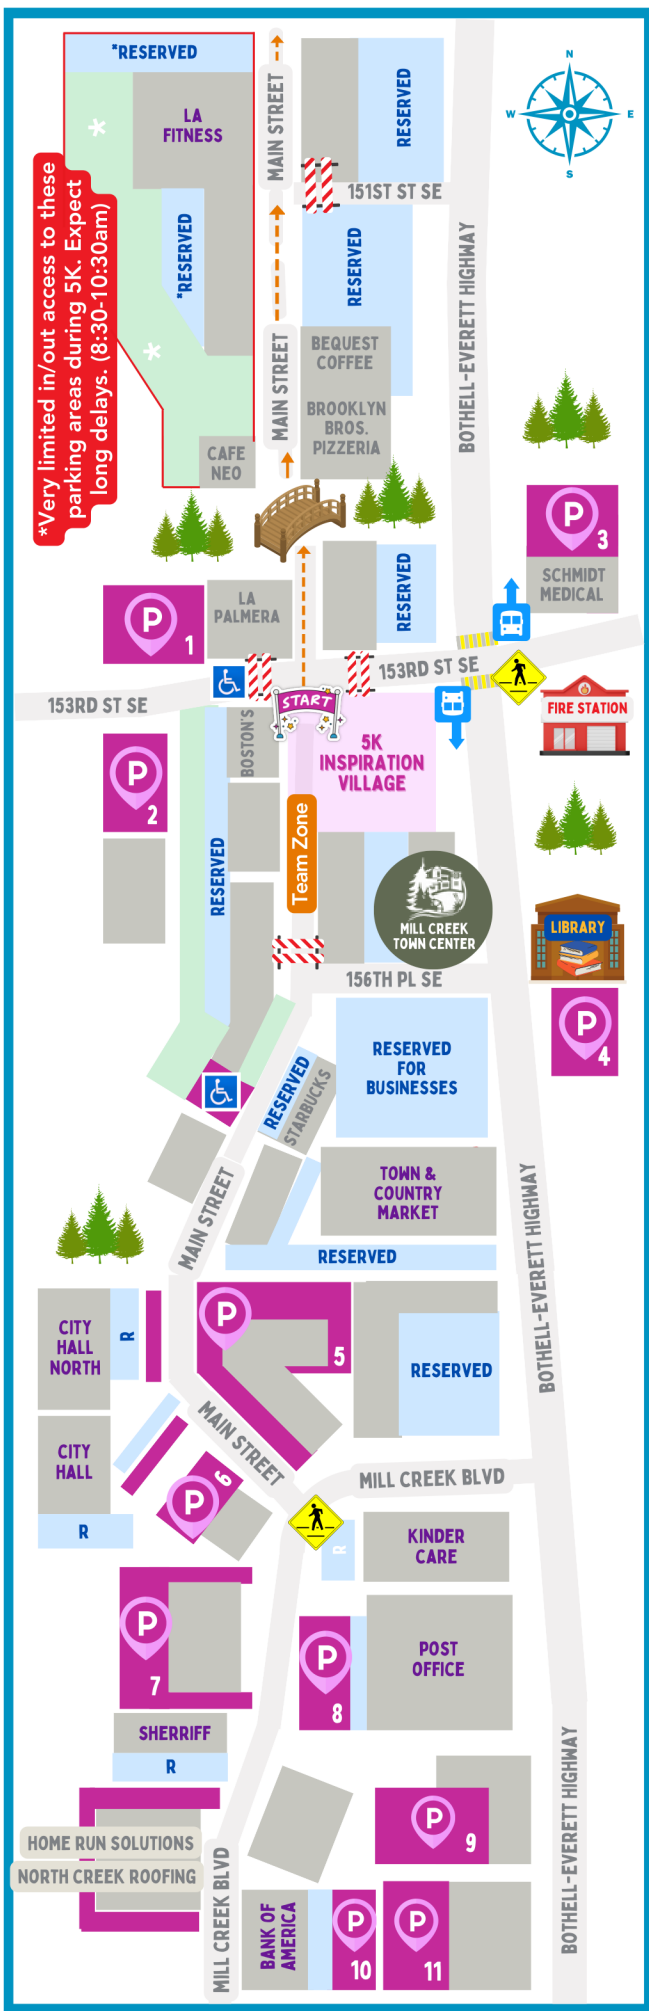 *RESERVED
LA
FITNESS
MAIN STREET
RESERVED
N
W
E
S
151ST ST SE
*RESERVED
RESERVED
*Very limited in/out access to these
parking areas during 5K. Expect
long delays. (8:30-10:30am)
BOTHELL-EVERETT HIGHWAY
MAIN STREET
BEQUEST
COFFEE
BROOKLYN
BROS.
PIZZERIA
CAFE
NEO
P
3
SCHMIDT
MEDICAL
RESERVED
P
1
LA
PALMERA
153RD ST SE
153RD ST SE
START
FIRE STATION
BOSTON'S
5K
INSPIRATION
VILLAGE
P
2
RESERVED
Team Zone
MILL CREEK
TOWN CENTER
LIBRARY
156TH PL SE
P
4
RESERVED
FOR
BUSINESSES
RESERVED
STARBUCKS
TOWN &
COUNTRY
MARKET
MAIN STREET
RESERVED
BOTHELL-EVERETT HIGHWAY
CITY
HALL
NORTH
R
P
5
RESERVED
MAIN STREET
CITY
HALL
R
P
6
MILL CREEK BLVD
R
KINDER
CARE
P
7
P
8
POST
OFFICE
SHERRIFF
R
HOME RUN SOLUTIONS
NORTH CREEK ROOFING
P
9
BOTHELL-EVERETT HIGHWAY
MILL CREEK BLVD
BANK OF
AMERICA
P
10
P
11